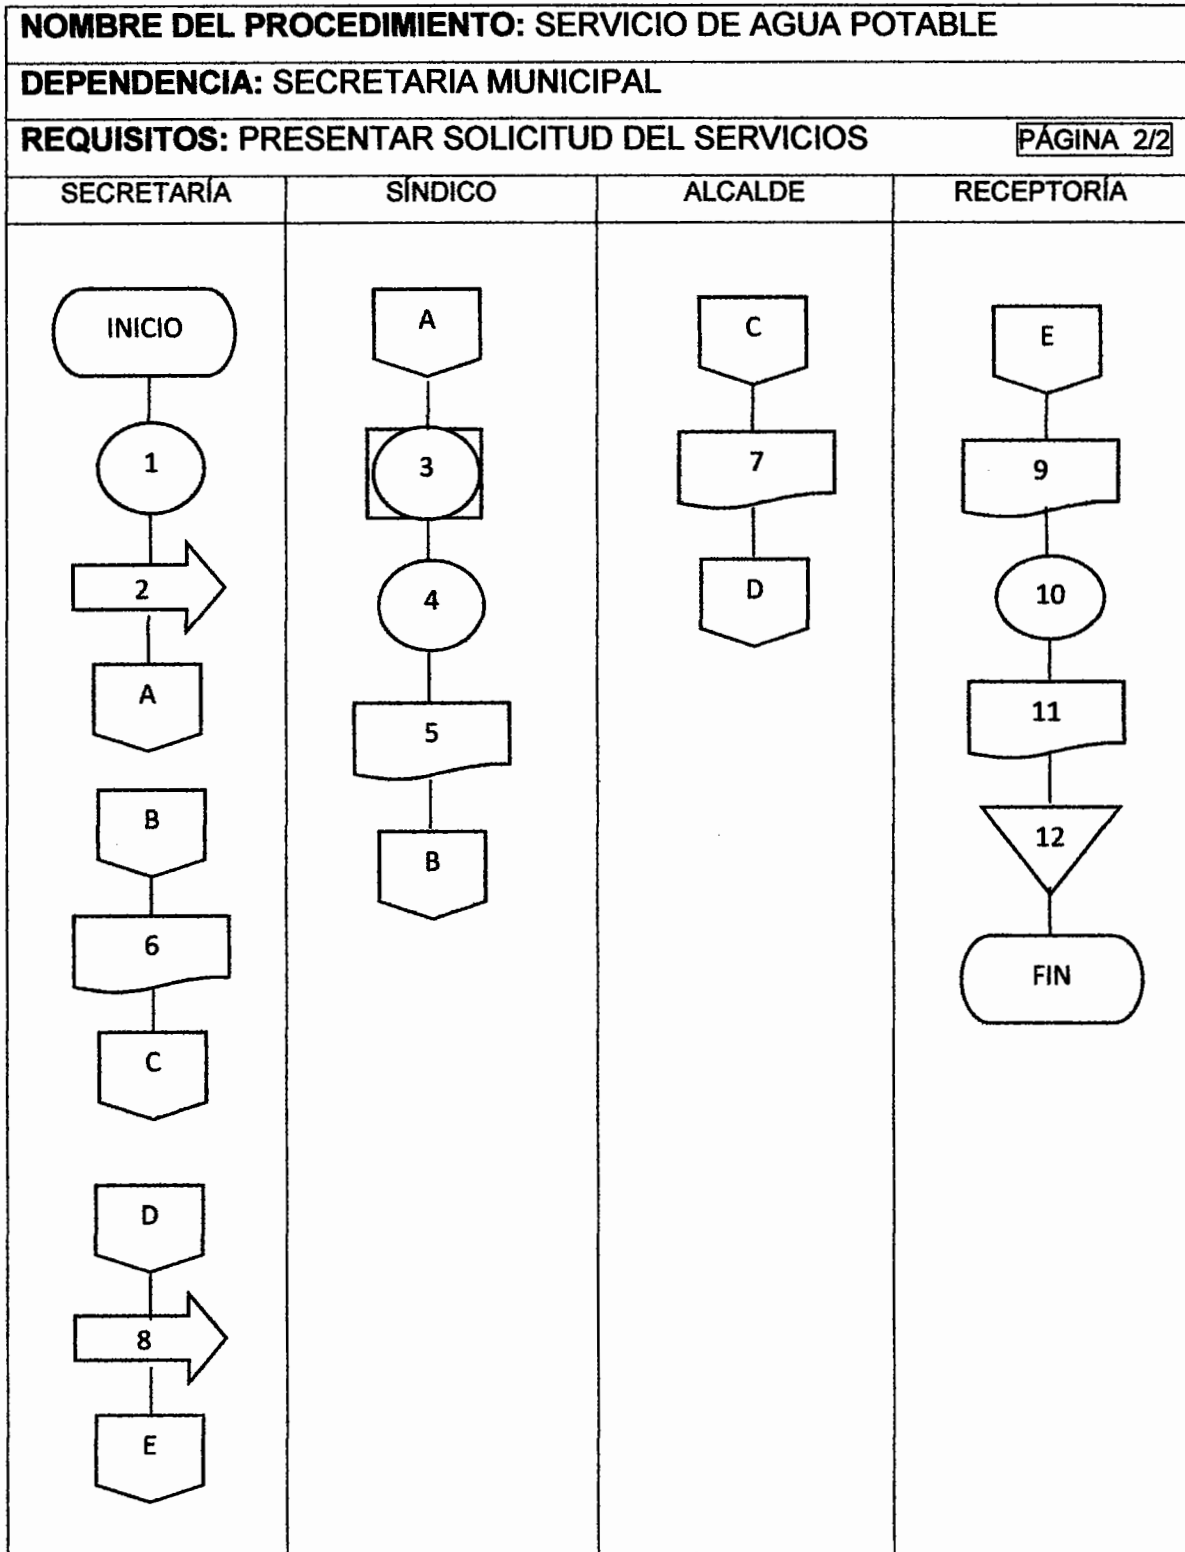 NOMBRE DEL PROCEDIMIENTO: SERVICIO DE AGUA POTABLE
DEPENDENCIA: SECRETARIA MUNICIPAL
REQUISITOS: PRESENTAR SOLICITUD DEL SERVICIOS PÁGINA 2/2
SECRETARÍA SÍNDICO ALCALDE RECEPTORÍA
INICIO
1
2
A
B
6
C
D
8
E
A
3
4
5
B
C
7
D
E
9
10
11
12
FIN